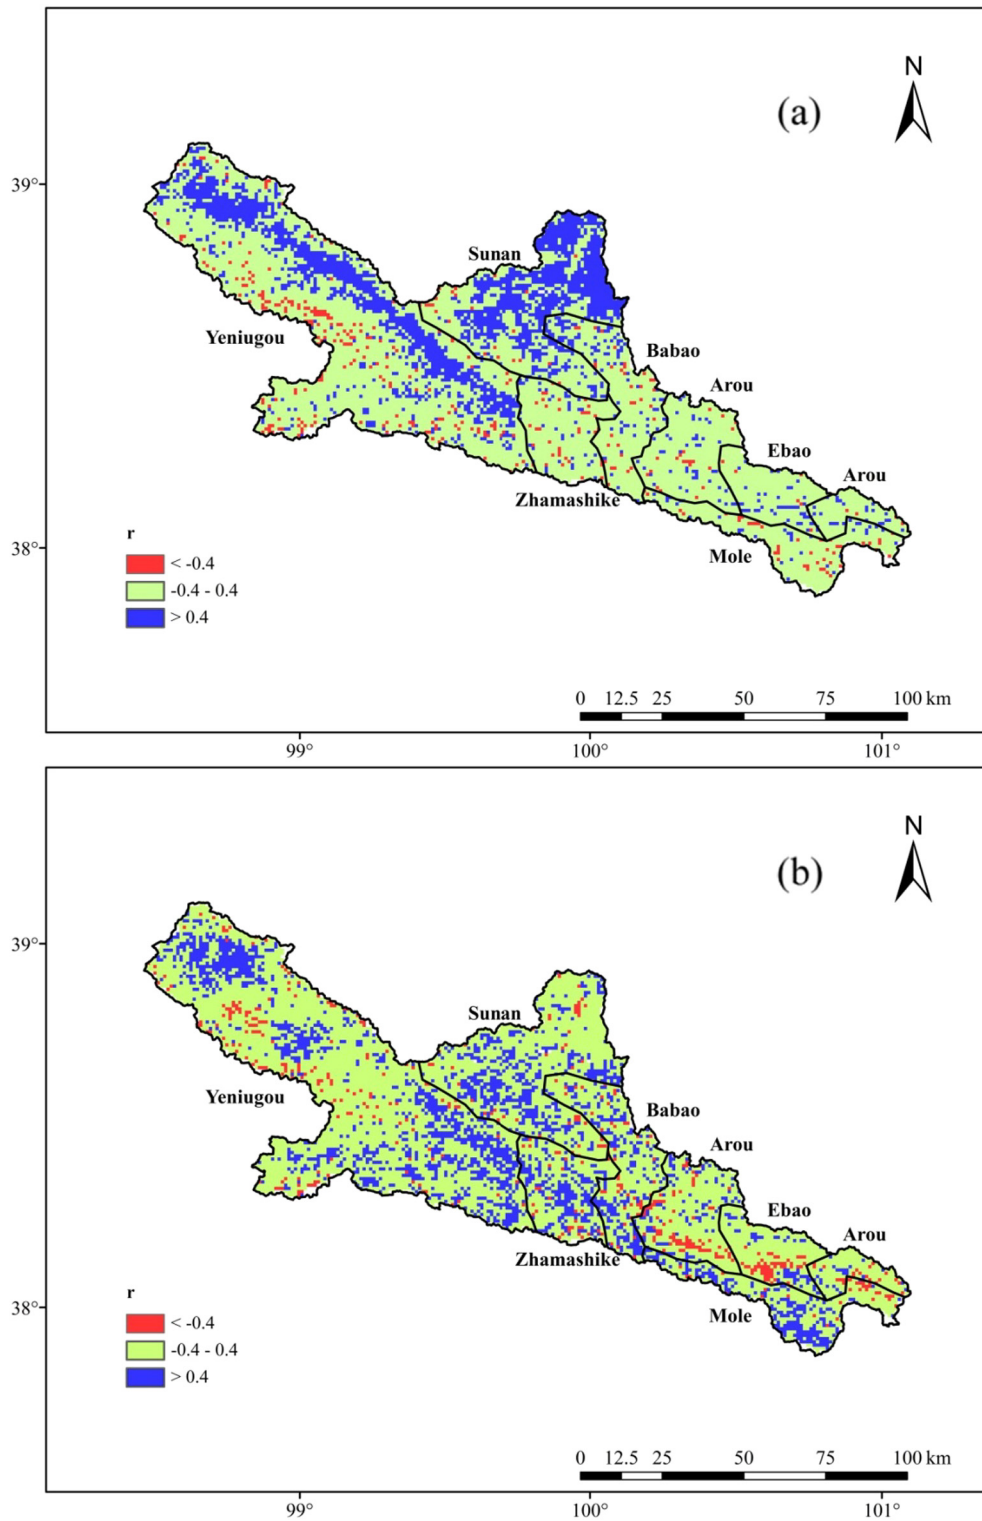 N
(a)
39°
Sunan
Yeniugou
Babao
Arou
Ebao
Arou
Zhamashike
38°
Mole
r
< -0.4
-0.4 - 0.4
> 0.4
0 12.5 25 50 75 100 km
99° 100° 101°
N
(b)
39°
Sunan
Yeniugou
Babao
Arou
Ebao
Arou
Zhamashike
38°
Mole
r
< -0.4
-0.4 - 0.4
> 0.4
0 12.5 25 50 75 100 km
99° 100° 101°